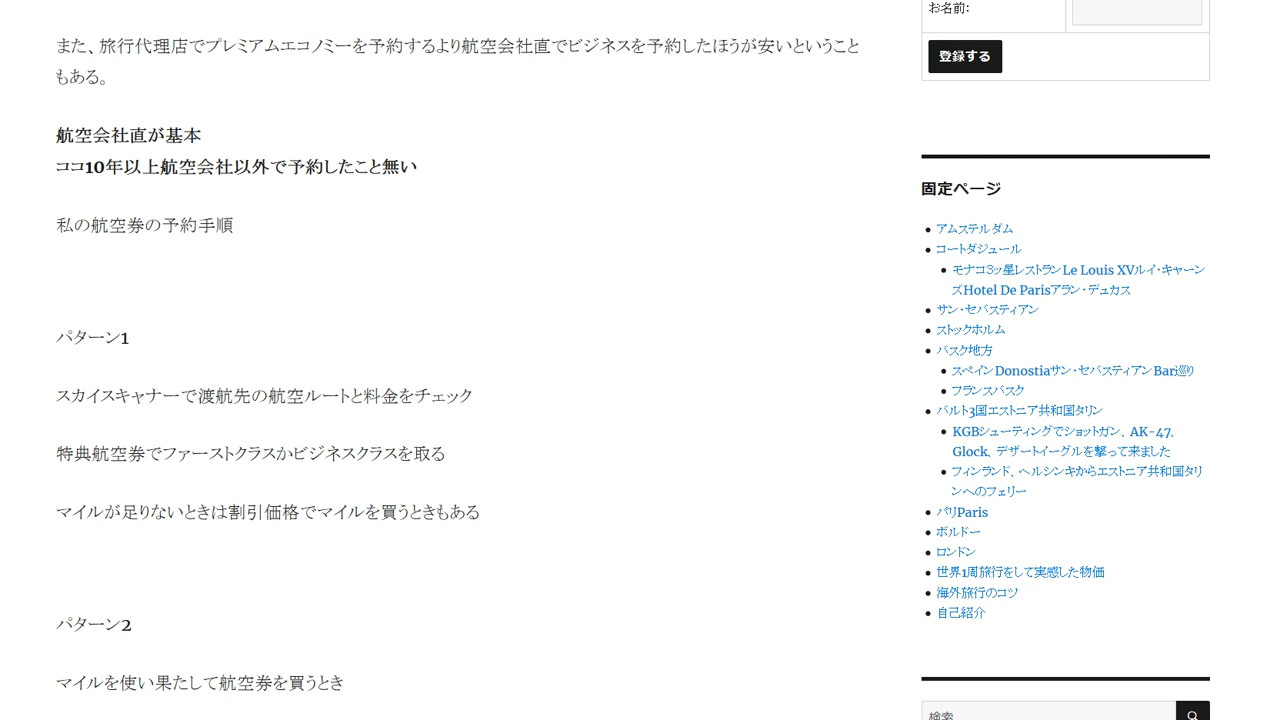 また、旅行代理店でプレミアムエコノミーを予約するより航空会社直でビジネスを予約したほうが安いということ
もある。
航空会社直が基本
ココ10年以上航空会社以外で予約したこと無い
私の航空券の予約手順
パターン1
スカイスキャナーで渡航先の航空ルートと料金をチェック
特典航空券でファーストクラスかビジネスクラスを取る
マイルが足りないときは割引価格でマイルを買うときもある
パターン2
マイルを使い果たして航空券を買うとき
お名前:
登録する
固定ページ
アムステルダム
コートダジュール
モナコ3ッ星レストランLe Louis XVルイ・キャーン
ズHotel De Parisアラン・デュカス
サン・セバスティアン
ストックホルム
バスク地方
スペインDonostiaサン・セバスティアンBar巡り
フランスバスク
バルト3国エストニア共和国タリン
KGBシューティングでショットガン、AK-47、
Glock、デザートイーグルを撃って来ました
フィンランド、ヘルシンキからエストニア共和国タリ
ンへのフェリー
パリParis
ボルドー
ロンドン
世界1周旅行をして実感した物価
海外旅行のコツ
自己紹介
検索